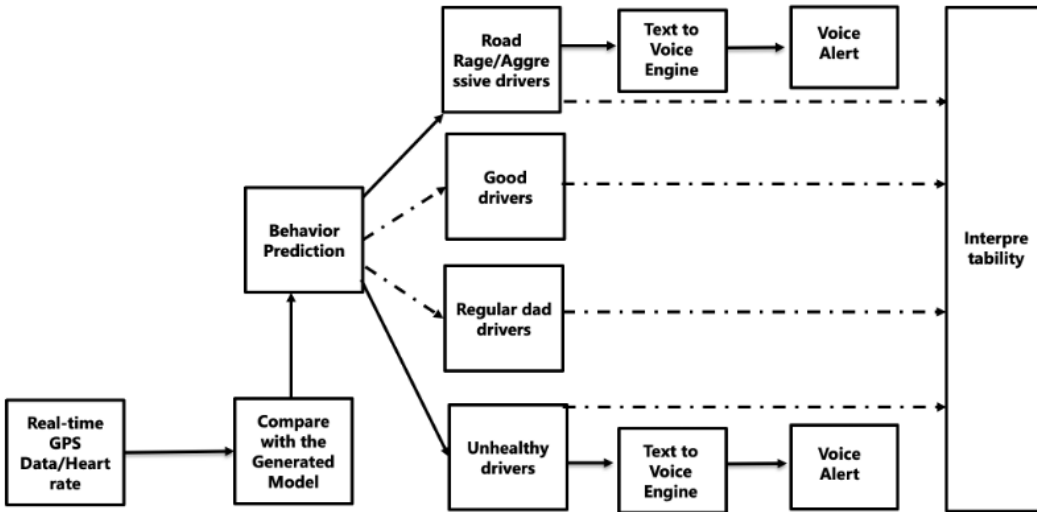 Road
Rage/Aggre
ssive drivers
Text to
Voice
Engine
Voice
Alert
Good
drivers
Behavior
Prediction
Interpre
tability
Regular dad
drivers
Real-time
GPS
Data/Heart
rate
Compare
with the
Generated
Model
Unhealthy
drivers
Text to
Voice
Engine
Voice
Alert